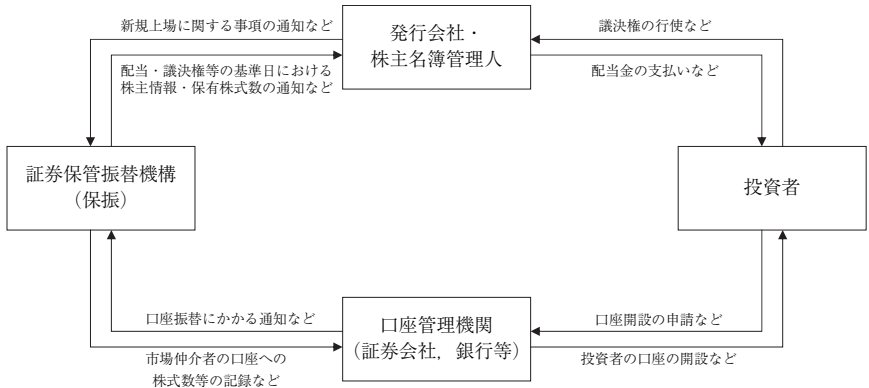 新規上場に関する事項の通知など
発行会社・
株主名簿管理人
議決権の行使など
配当・議決権等の基準日における
株主情報・保有株式数の通知など
配当金の支払いなど
証券保管振替機構
（保振）
投資者
口座振替にかかる通知など
口座管理機関
（証券会社，銀行等）
口座開設の申請など
市場仲介者の口座への
株式数等の記録など
投資者の口座の開設など